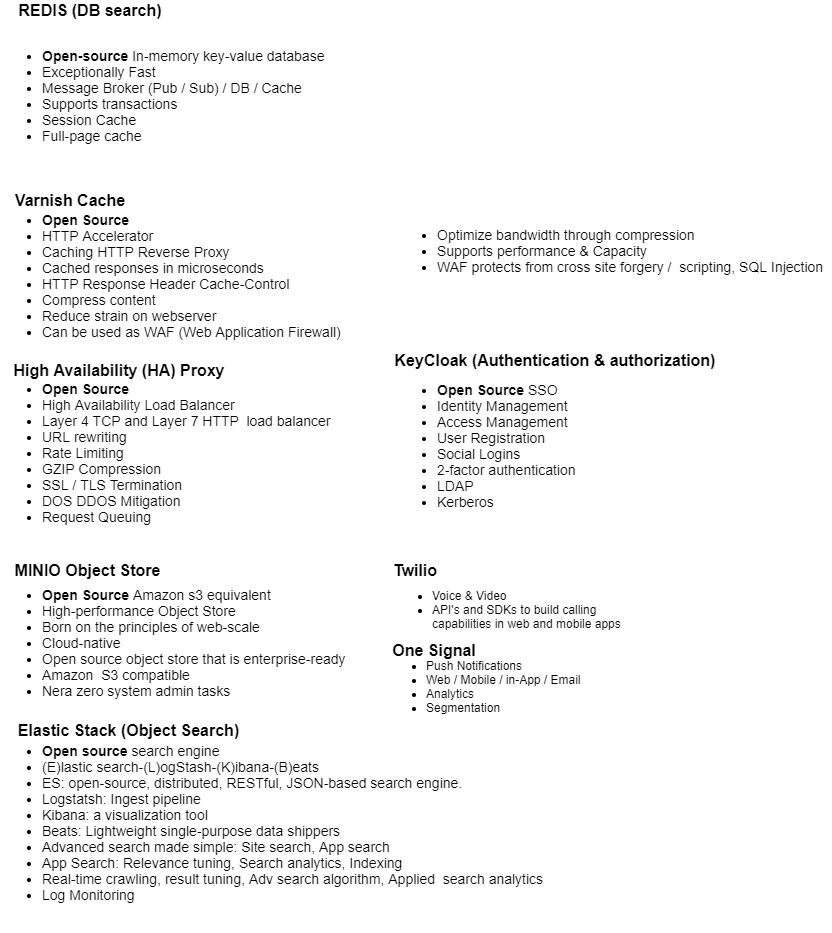 REDIS (DB search)
Open-source In-memory key-value database
Exceptionally Fast
Message Broker (Pub / Sub) / DB / Cache
Supports transactions
Session Cache
Full-page cache
Varnish Cache
Open Source
HTTP Accelerator
Caching HTTP Reverse Proxy
Cached responses in microseconds
HTTP Response Header Cache-Control
Compress content
Reduce strain on webserver
Can be used as WAF (Web Application Firewall)
Optimize bandwidth through compression
Supports performance & Capacity
WAF protects from cross site forgery /  scripting, SQL Injection
High Availability (HA) Proxy
Open Source
High Availability Load Balancer
Layer 4 TCP and Layer 7 HTTP  load balancer
URL rewriting
Rate Limiting
GZIP Compression
SSL / TLS Termination
DOS DDOS Mitigation
Request Queuing
KeyCloak (Authentication & authorization)
Open Source SSO
Identity Management
Access Management
User Registration
Social Logins
2-factor authentication
LDAP
Kerberos
MINIO Object Store
Open Source Amazon s3 equivalent
High-performance Object Store
Born on the principles of web-scale
Cloud-native
Open source object store that is enterprise-ready
Amazon  S3 compatible
Nera zero system admin tasks
Twilio
Voice & Video
API's and SDKs to build calling
capabilities in web and mobile apps
One Signal
Push Notifications
Web / Mobile / in-App / Email
Analytics
Segmentation
Elastic Stack (Object Search)
Open source search engine
(E)lastic search-(L)ogStash-(K)ibana-(B)eats
ES: open-source, distributed, RESTful, JSON-based search engine.
Logstatsh: Ingest pipeline
Kibana: a visualization tool
Beats: Lightweight single-purpose data shippers
Advanced search made simple: Site search, App search
App Search: Relevance tuning, Search analytics, Indexing
Real-time crawling, result tuning, Adv search algorithm, Applied  search analytics
Log Monitoring